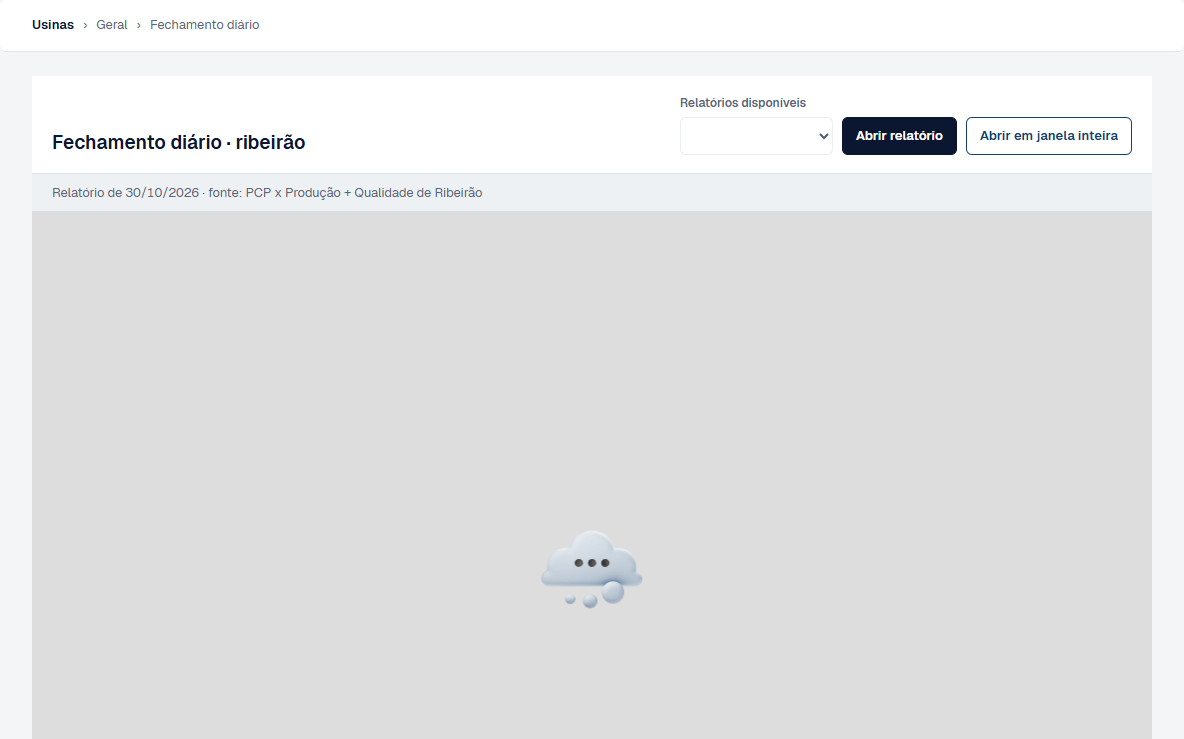 Usinas › Geral › Fechamento diário
Relatórios disponíveis
Fechamento diário · ribeirão
Abrir relatório
Abrir em janela inteira
Relatório de 30/10/2026 · fonte: PCP x Produção + Qualidade de Ribeirão